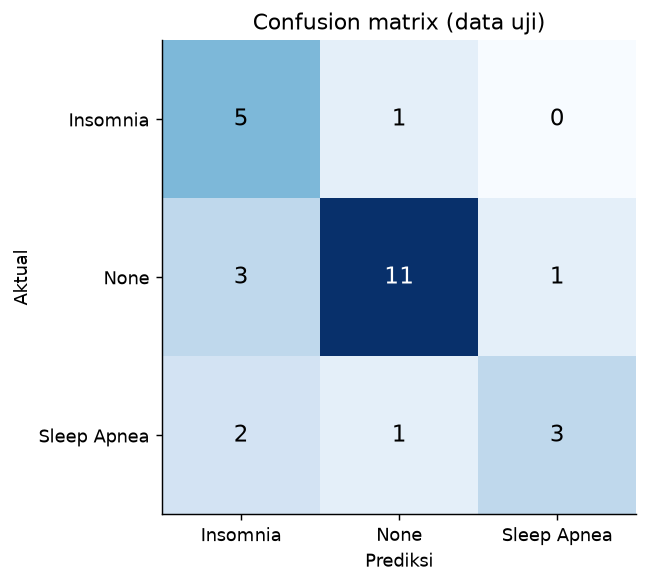 Confusion matrix (data uji)
Insomnia 5 1 0
Aktual
None 3 11 1
Sleep Apnea 2 1 3
Insomnia None Sleep Apnea
Prediksi